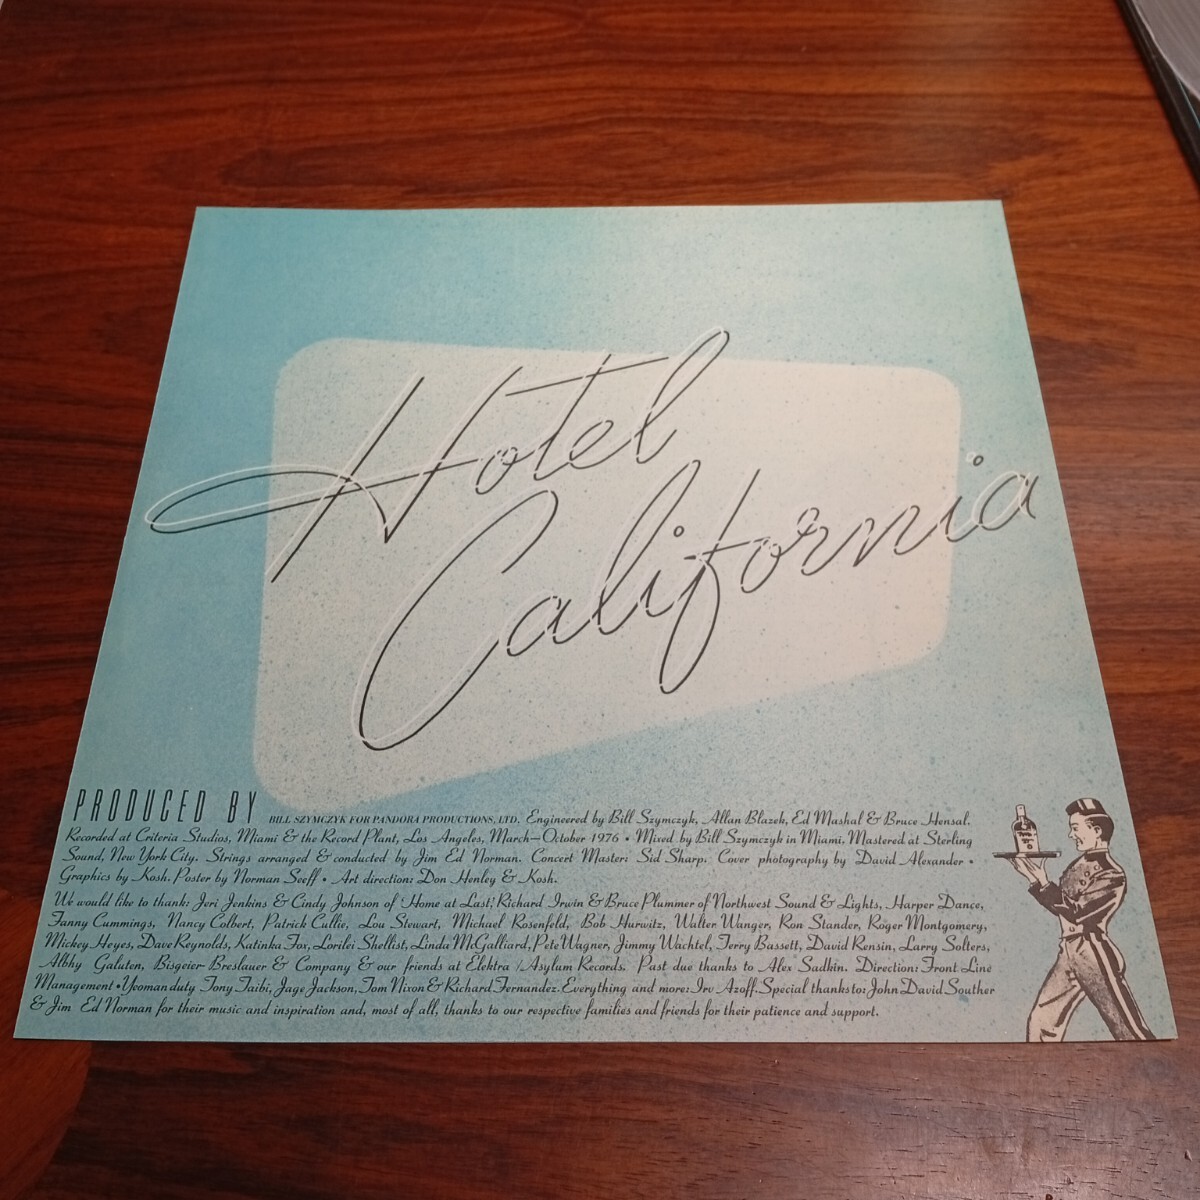 Hotel
California
PRODUCED BY BILL SZYMCZYK FOR PANDORA PRODUCTIONS, LTD. Engineered by Bill Szymczyk, Allan Blazek, Ed Mashal & Bruce Hensal.
Recorded at Criteria Studios, Miami & the Record Plant, Los Angeles, March—October 1976 • Mixed by Bill Szymczyk in Miami, Mastered at Sterling
Sound, New York City. Strings arranged & conducted by Jim Ed Norman. Concert Master: Sid Sharp. Cover photography by David Alexander •
Graphics by Kosh. Poster by Norman Seeff • Art direction: Don Henley & Kosh.
We would like to thank: Jeri Jenkins & Cindy Johnson of 'Home at Last', Richard Irwin & Bruce Plummer of Northwest Sound & Lights, Harper Dance,
Fanny Cummings, Nancy Colbert, Patrick Cullie, Lou Stewart, Michael Rosenfeld, Bob Hurwitz, Walter Wanger, Ron Stander, Roger Montgomery,
Mickey Heyes, Dave Reynolds, Katinka Fox, Lorilei Shellist, Linda McGalliard, Pete Wagner, Jimmy Wachtel, Terry Bassett, David Rensin, Larry Solters,
Albhy Galuten, Bisgeier Breslauer & Company & our friends at Elektra / Asylum Records. Past due thanks to Alex Sadkin. Direction: Front Line
Management • Yeoman duty Tony Taibi, Jage Jackson, Tom Nixon & Richard Fernandez. Everything and more: Irv Azoff. Special thanks to: John David Souther
& Jim Ed Norman for their music and inspiration and, most of all, thanks to our respective families and friends for their patience and support.